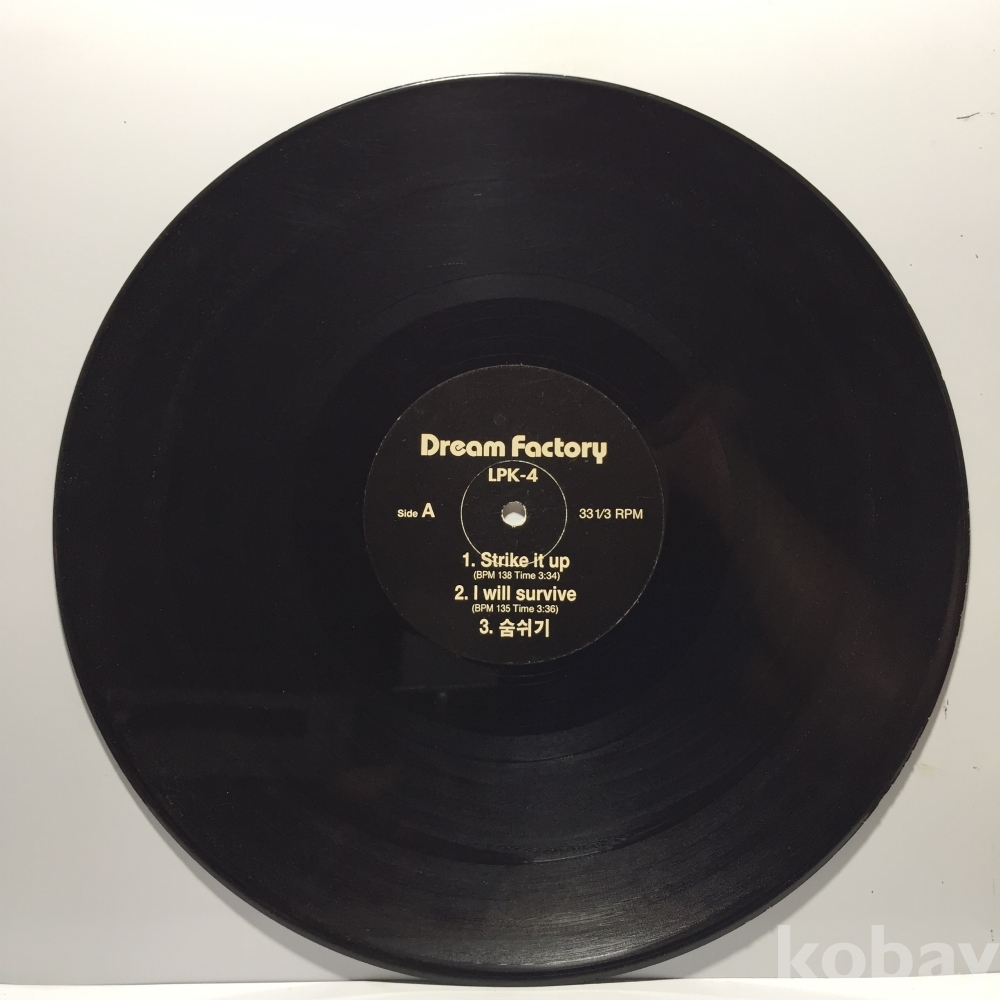 Dream Factory
LPK-4
Side A
33 1/3 RPM
1. Strike it up
(BPM 138 Time 3:34)
2. I will survive
(BPM 135 Time 3:36)
3. 숨쉬기
kobay